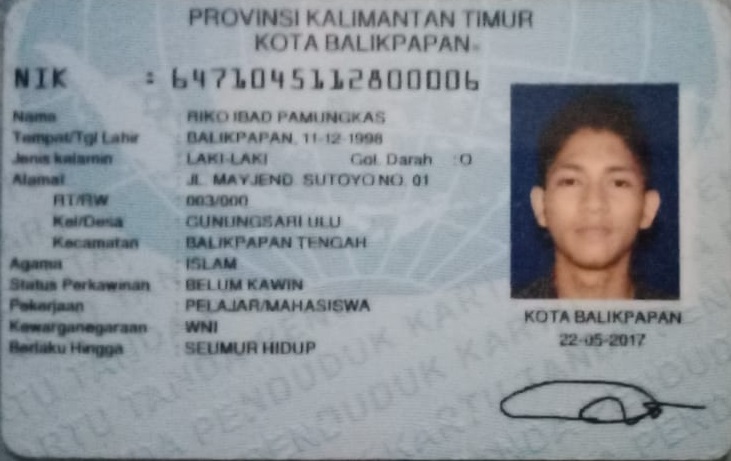 PROVINSI KALIMANTAN TIMUR
KOTA BALIKPAPAN
NIK : 6471045112800006
Nama : RIKO IBAD PAMUNGKAS
Tempat/Tgl Lahir : BALIKPAPAN, 11-12-1998
Jenis kelamin : LAKI-LAKI Gol. Darah : O
Alamat : JL. MAYJEND. SUTOYO NO. 01
RT/RW : 003/000
Kel/Desa : GUNUNGSARI ULU
Kecamatan : BALIKPAPAN TENGAH
Agama : ISLAM
Status Perkawinan : BELUM KAWIN
Pekerjaan : PELAJAR/MAHASISWA
Kewarganegaraan : WNI
Berlaku Hingga : SEUMUR HIDUP
KOTA BALIKPAPAN
22-05-2017